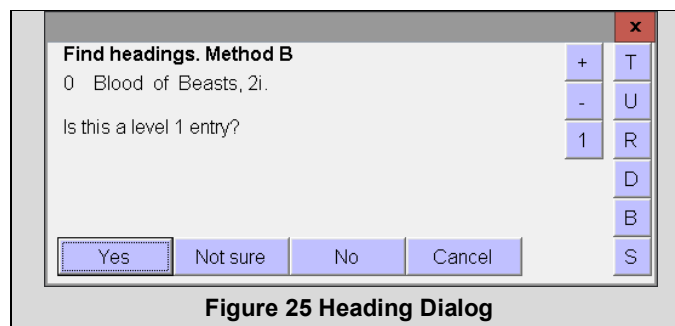 x
Find headings. Method B
0 Blood of Beasts, 2i.
Is this a level 1 entry?
+
-
1
T
U
R
D
B
S
Yes Not sure No Cancel
Figure 25 Heading Dialog